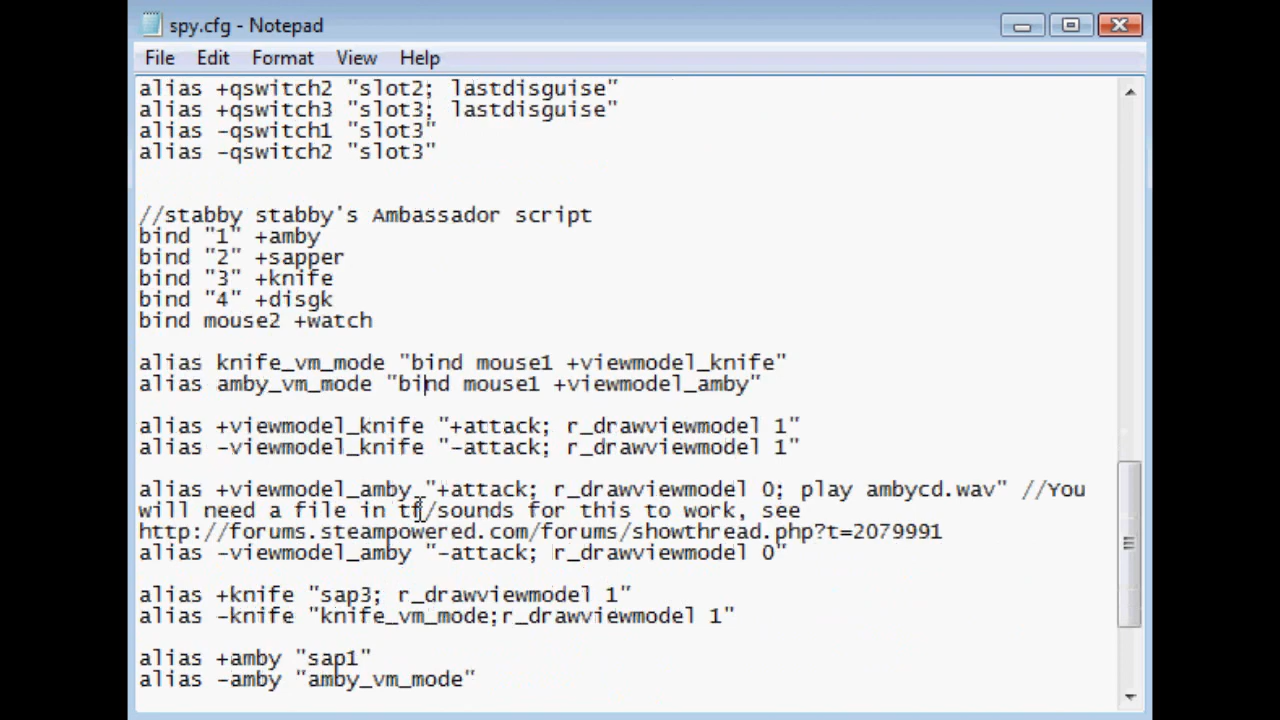 spy.cfg - Notepad
File Edit Format View Help
alias +qswitch2 "slot2; lastdisguise"
alias +qswitch3 "slot3; lastdisguise"
alias -qswitch1 "slot3"
alias -qswitch2 "slot3"
//stabby stabby's Ambassador script
bind "1" +amby
bind "2" +sapper
bind "3" +knife
bind "4" +disgk
bind mouse2 +watch
alias knife_vm_mode "bind mouse1 +viewmodel_knife"
alias amby_vm_mode "bind mouse1 +viewmodel_amby"
alias +viewmodel_knife "+attack; r_drawviewmodel 1"
alias -viewmodel_knife "-attack; r_drawviewmodel 1"
alias +viewmodel_amby "+attack; r_drawviewmodel 0; play ambycd.wav" //You
will need a file in tf/sounds for this to work, see
http://forums.steampowered.com/forums/showthread.php?t=2079991
alias -viewmodel_amby "-attack; r_drawviewmodel 0"
alias +knife "sap3; r_drawviewmodel 1"
alias -knife "knife_vm_mode;r_drawviewmodel 1"
alias +amby "sap1"
alias -amby "amby_vm_mode"